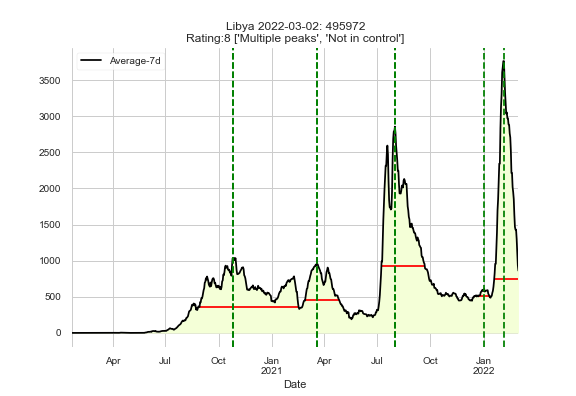 Libya 2022-03-02: 495972
Rating:8 ['Multiple peaks', 'Not in control']
Average-7d
3500
3000
2500
2000
1500
1000
500
0
Apr Jul Oct Jan Apr Jul Oct Jan
2021 2022
Date